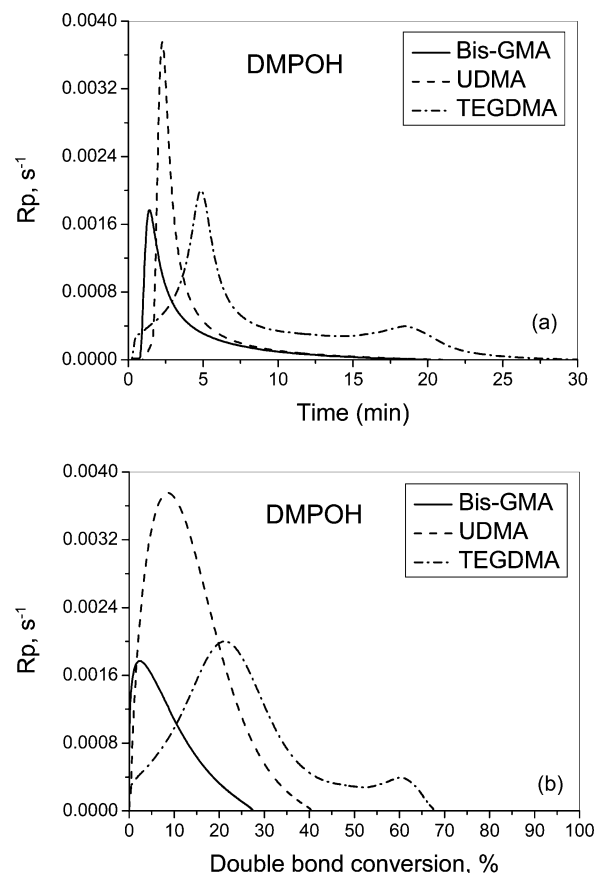 0.0040
0.0032
0.0024
0.0016
0.0008
0.0000
Rp, s-1
DMPOH
Bis-GMA
UDMA
TEGDMA
(a)
0 5 10 15 20 25 30
Time (min)
0.0040
0.0032
0.0024
0.0016
0.0008
0.0000
Rp, s-1
DMPOH
Bis-GMA
UDMA
TEGDMA
(b)
0 10 20 30 40 50 60 70 80 90 100
Double bond conversion, %